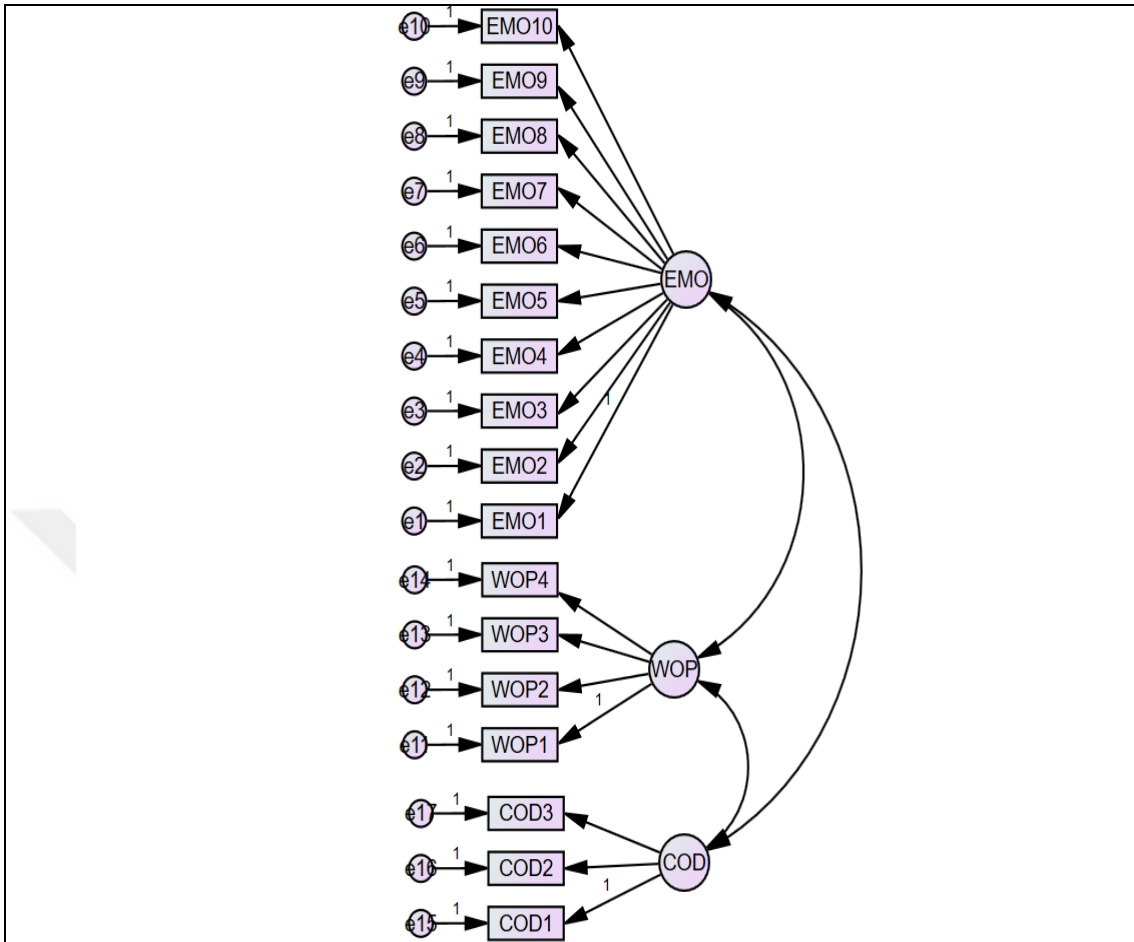 e10 1 EMO10
e9 1 EMO9
e8 1 EMO8
e7 1 EMO7
e6 1 EMO6
EMO
e5 1 EMO5
e4 1 EMO4
e3 1 EMO3
1
e2 1 EMO2
e1 1 EMO1
e14 1 WOP4
e13 1 WOP3
WOP
e12 1 WOP2
1
e11 1 WOP1
e17 1 COD3
COD
e16 1 COD2
1
e15 1 COD1